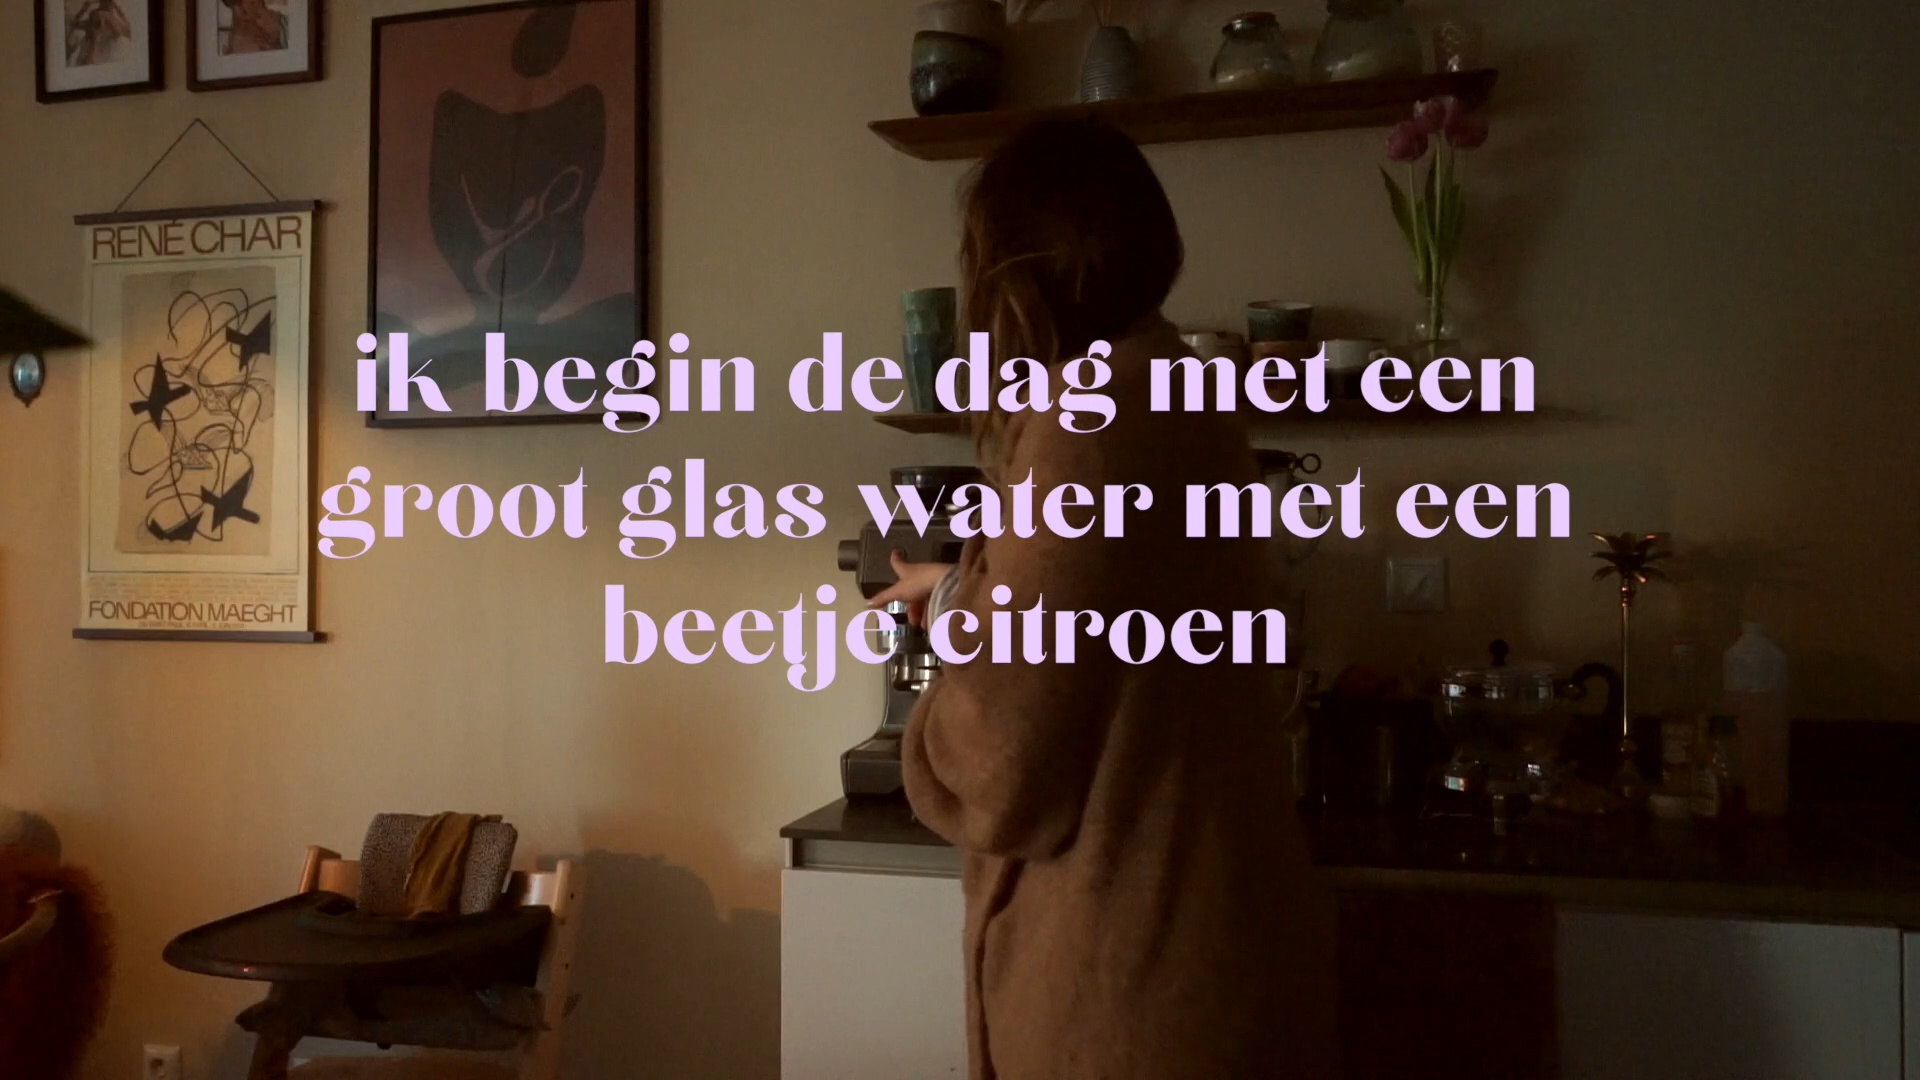 RENÉ CHAR
ik begin de dag met een
groot glas water met een
beetje citroen
FONDATION MAEGHT